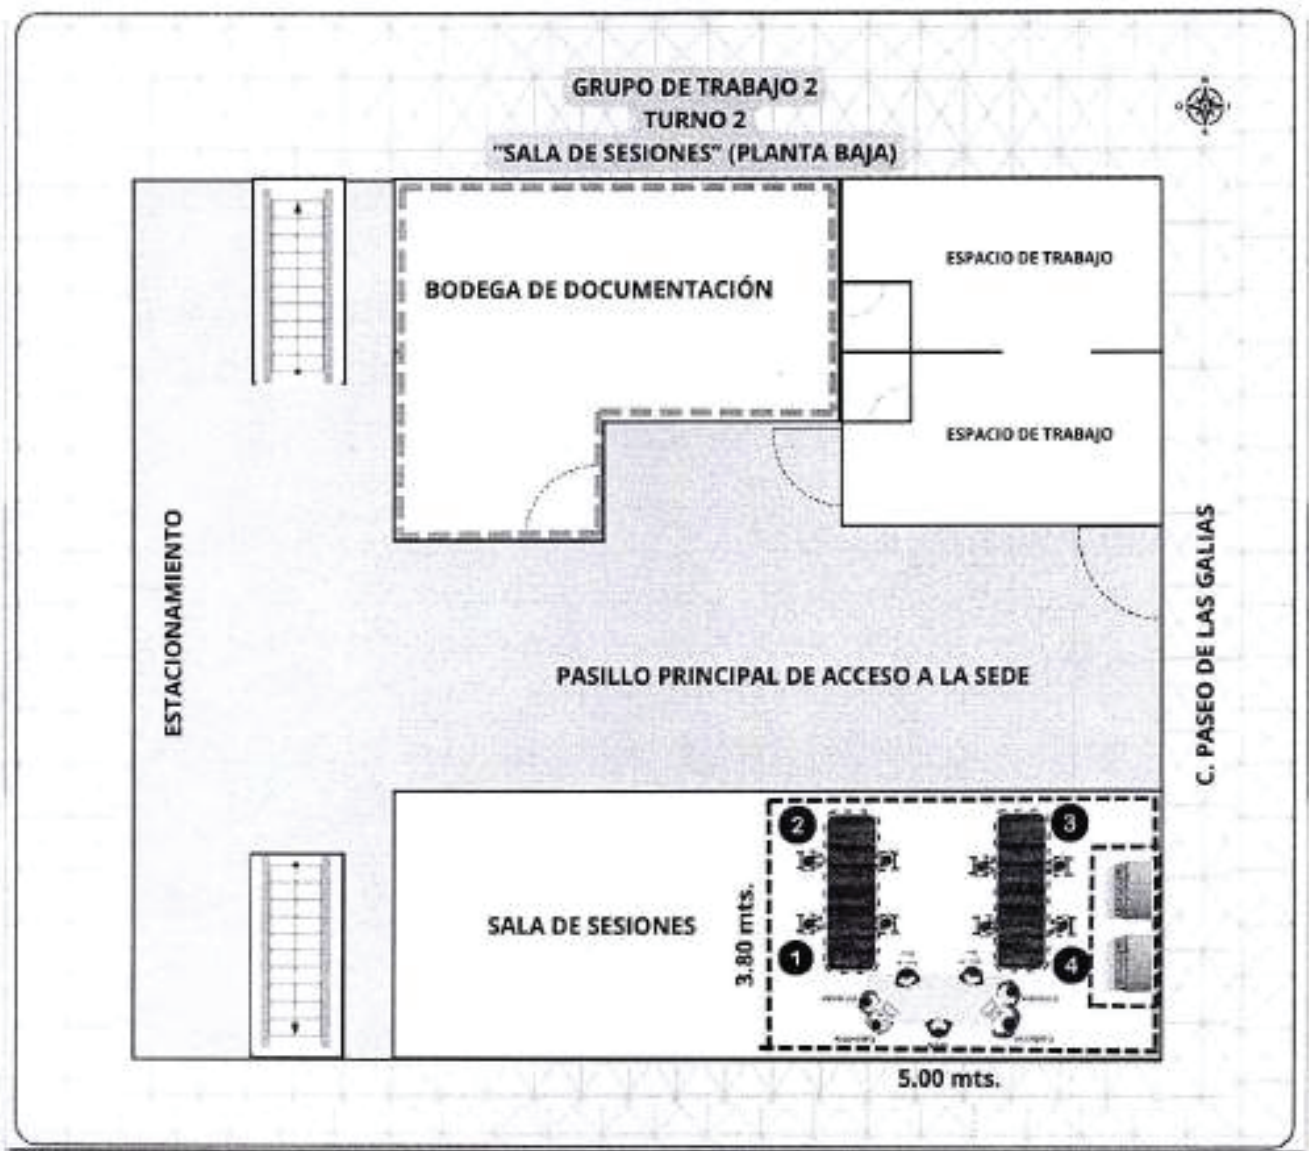 GRUPO DE TRABAJO 2
TURNO 2
"SALA DE SESIONES" (PLANTA BAJA)
BODEGA DE DOCUMENTACIÓN
ESPACIO DE TRABAJO
ESPACIO DE TRABAJO
ESTACIONAMIENTO
C. PASEO DE LAS GALIAS
PASILLO PRINCIPAL DE ACCESO A LA SEDE
2
3
SALA DE SESIONES
3.80 mts.
1
4
5.00 mts.